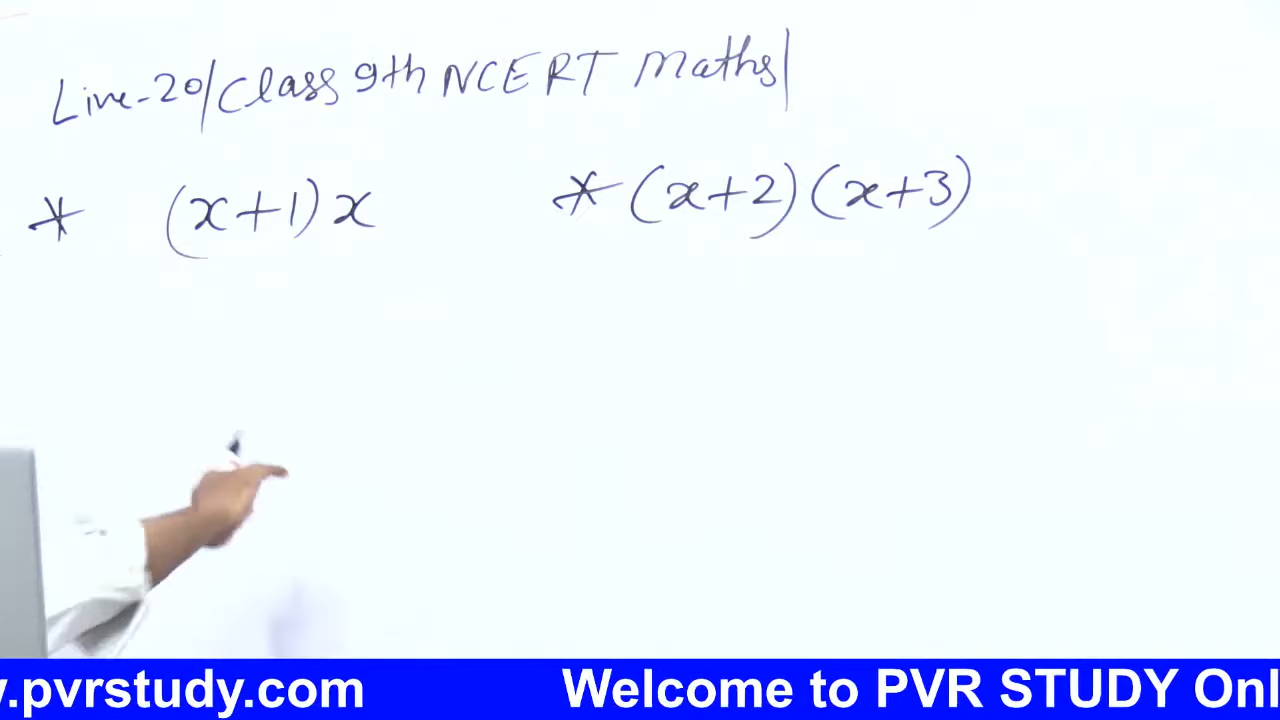 Live-20/Class 9th NCERT Maths|
* (x+1)x * (x+2)(x+3)
.pvrstudy.com Welcome to PVR STUDY Onl